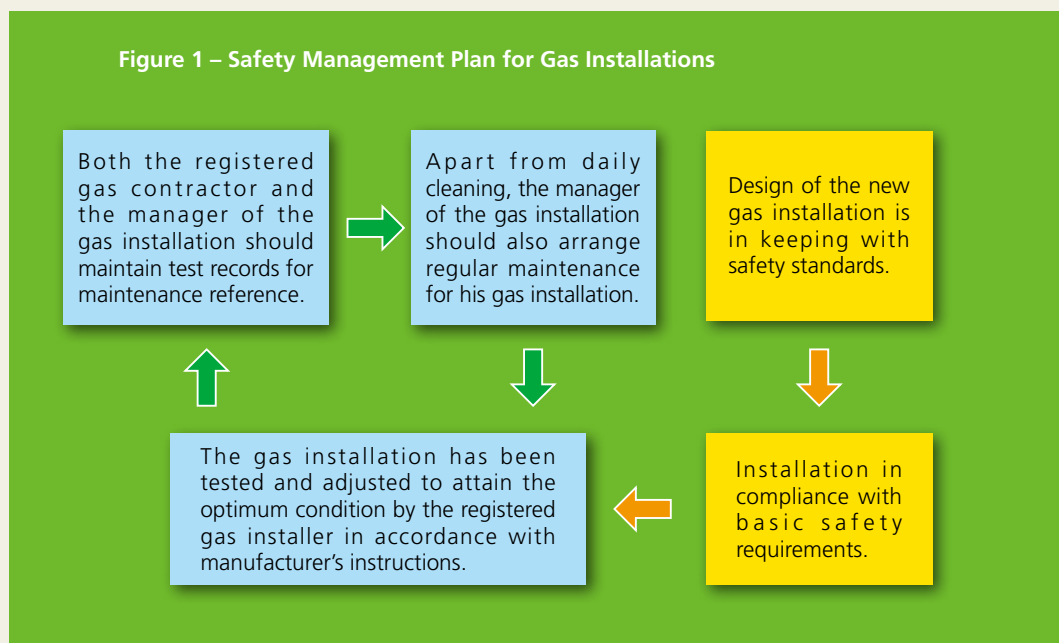 Figure 1 – Safety Management Plan for Gas Installations
Both the registered
gas contractor and
the manager of the
gas installation should
maintain test records for
maintenance reference.
Apart from daily
cleaning, the manager
of the gas installation
should also arrange
regular maintenance
for his gas installation.
Design of the new
gas installation is
in keeping with
safety standards.
The gas installation has been
tested and adjusted to attain the
optimum condition by the registered
gas installer in accordance with
manufacturer's instructions.
Installation in
compliance with
basic safety
requirements.